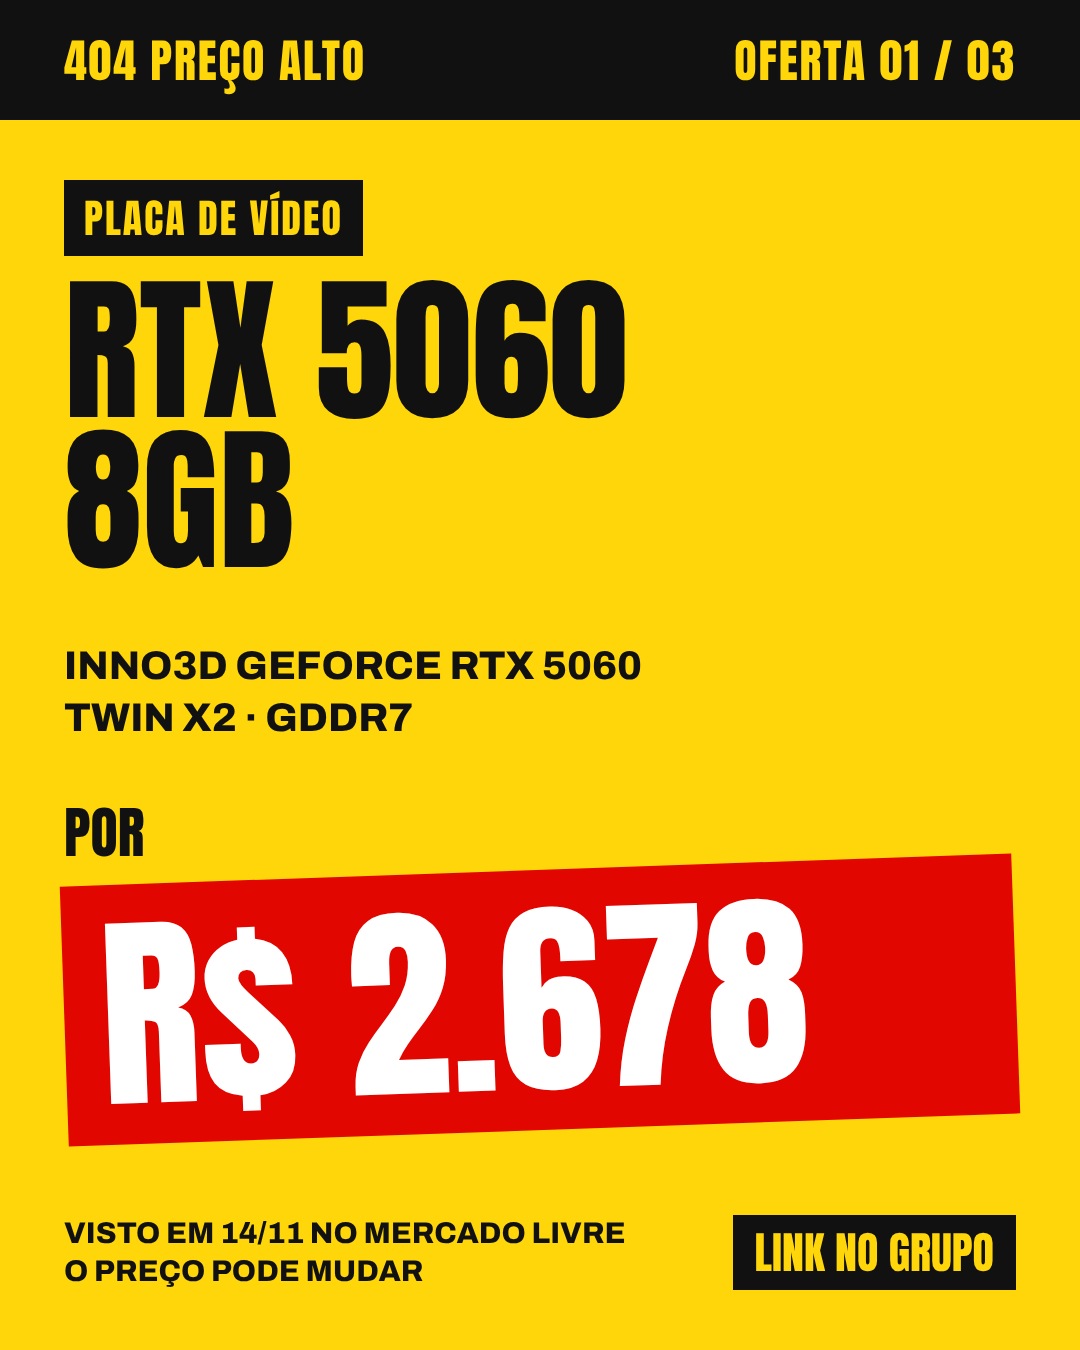 404 PREÇO ALTO
OFERTA 01 / 03
PLACA DE VÍDEO
RTX 5060
8GB
INNO3D GEFORCE RTX 5060
TWIN X2 · GDDR7
POR
R$ 2.678
VISTO EM 14/11 NO MERCADO LIVRE
O PREÇO PODE MUDAR
LINK NO GRUPO